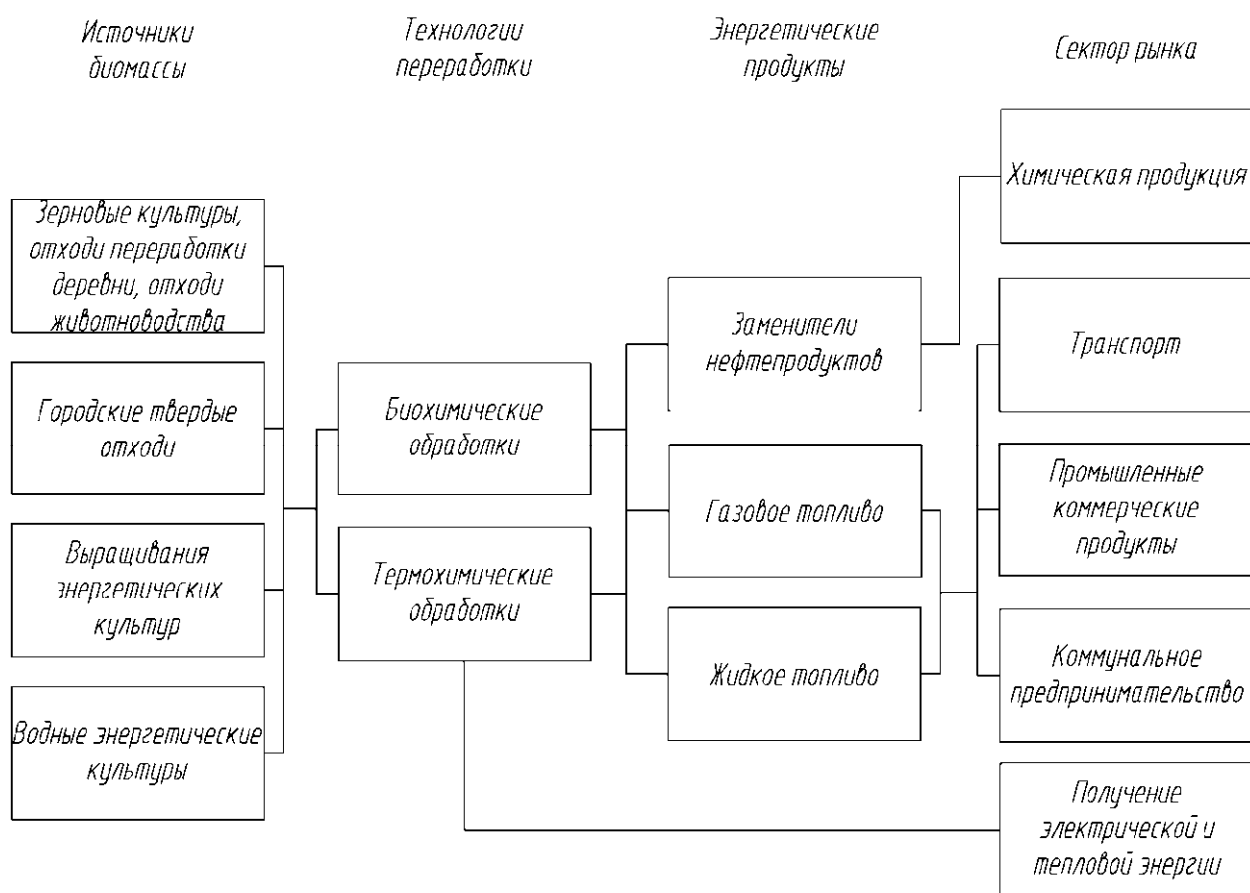 Источники
биомассы
Технологии
переработки
Энергетические
продукты
Сектор рынка
Зерновые культуры,
отходи переработки
деревни, отходи
животноводства
Городские твердые
отходи
Выращивания
энергетических
культур
Водные энергетические
культуры
Биохимические
обработки
Термохимические
обработки
Заменители
нефтепродуктов
Газовое топливо
Жидкое топливо
Химическая продукция
Транспорт
Промышленные
коммерческие
продукты
Коммунальное
предпринимательство
Получение
электрической и
тепловой энергии